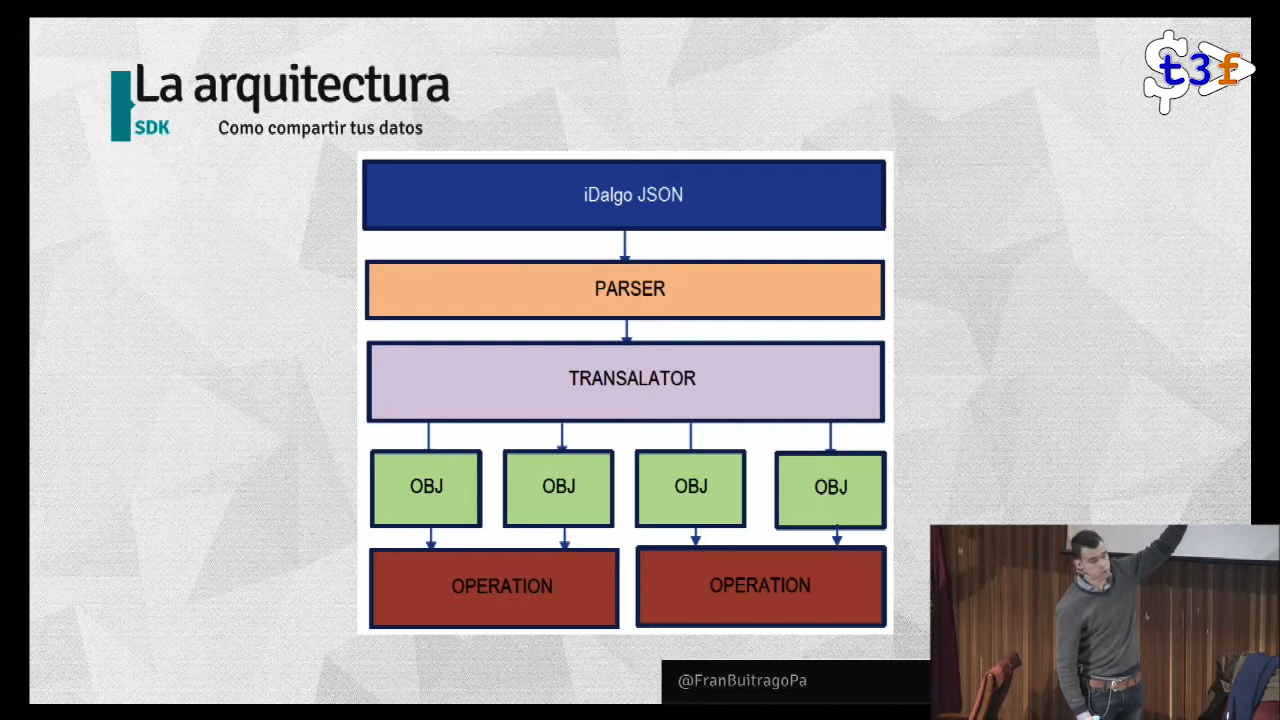 La arquitectura
SDK Como compartir tus datos
$t3f
iDalgo JSON
PARSER
TRANSALATOR
OBJ OBJ OBJ OBJ
OPERATION OPERATION
@FranBuitragoPa